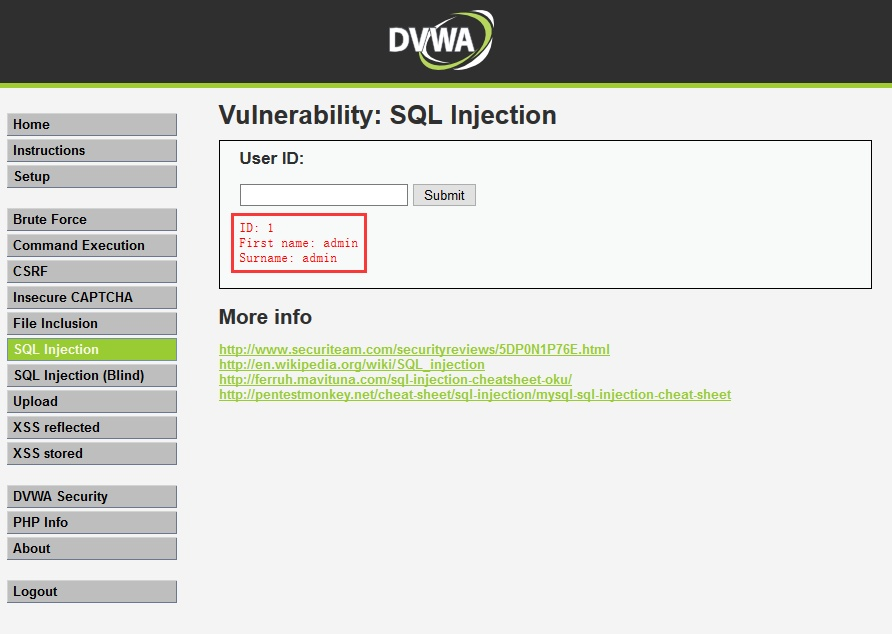 DVWA
Home
Instructions
Setup
Brute Force
Command Execution
CSRF
Insecure CAPTCHA
File Inclusion
SQL Injection
SQL Injection (Blind)
Upload
XSS reflected
XSS stored
DVWA Security
PHP Info
About
Logout
Vulnerability: SQL Injection
User ID:
Submit
ID: 1
First name: admin
Surname: admin
More info
http://www.securiteam.com/securityreviews/5DP0N1P76E.html
http://en.wikipedia.org/wiki/SQL_injection
http://ferruh.mavituna.com/sql-injection-cheatsheet-oku/
http://pentestmonkey.net/cheat-sheet/sql-injection/mysql-sql-injection-cheat-sheet